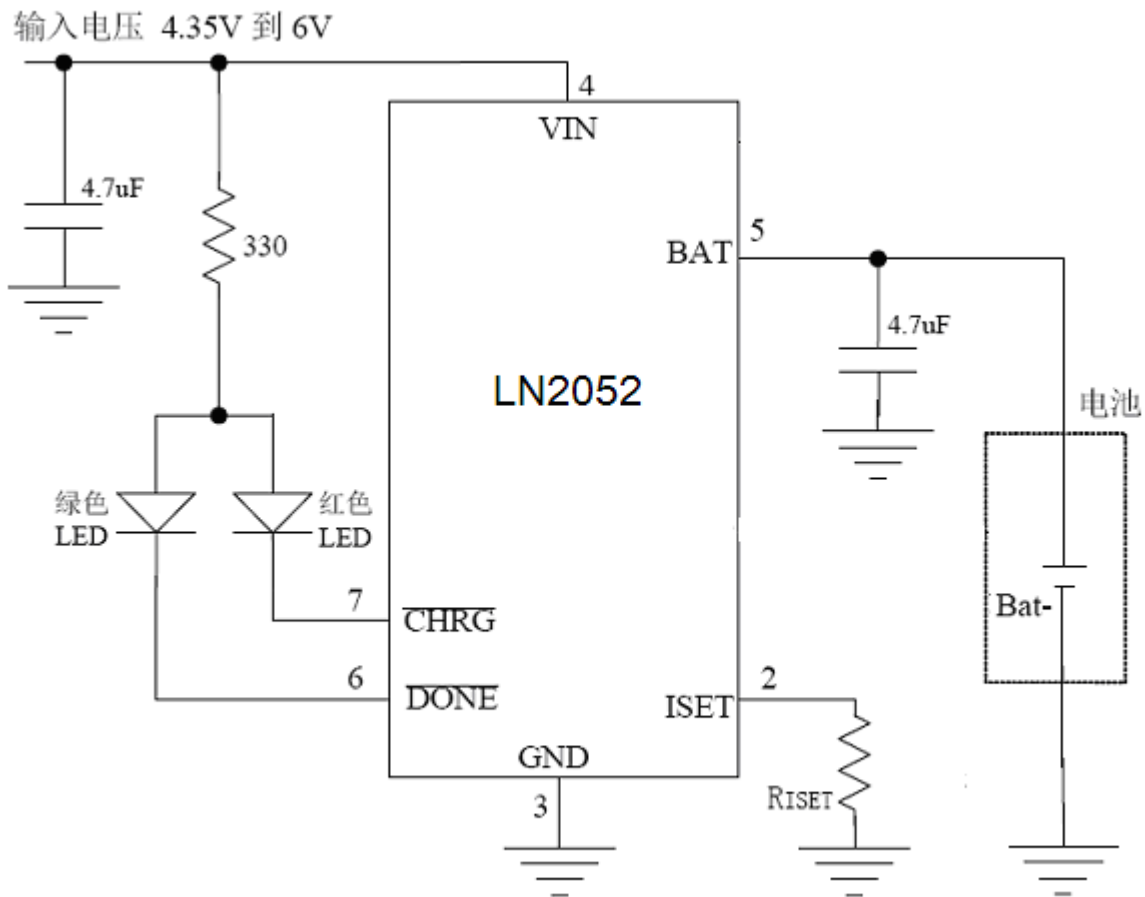 输入电压 4.35V 到 6V
4
VIN
4.7uF
330
5
BAT
4.7uF
LN2052
电池
绿色
LED
红色
LED
7
CHRG
Bat-
6
DONE
2
ISET
GND
3
RISET